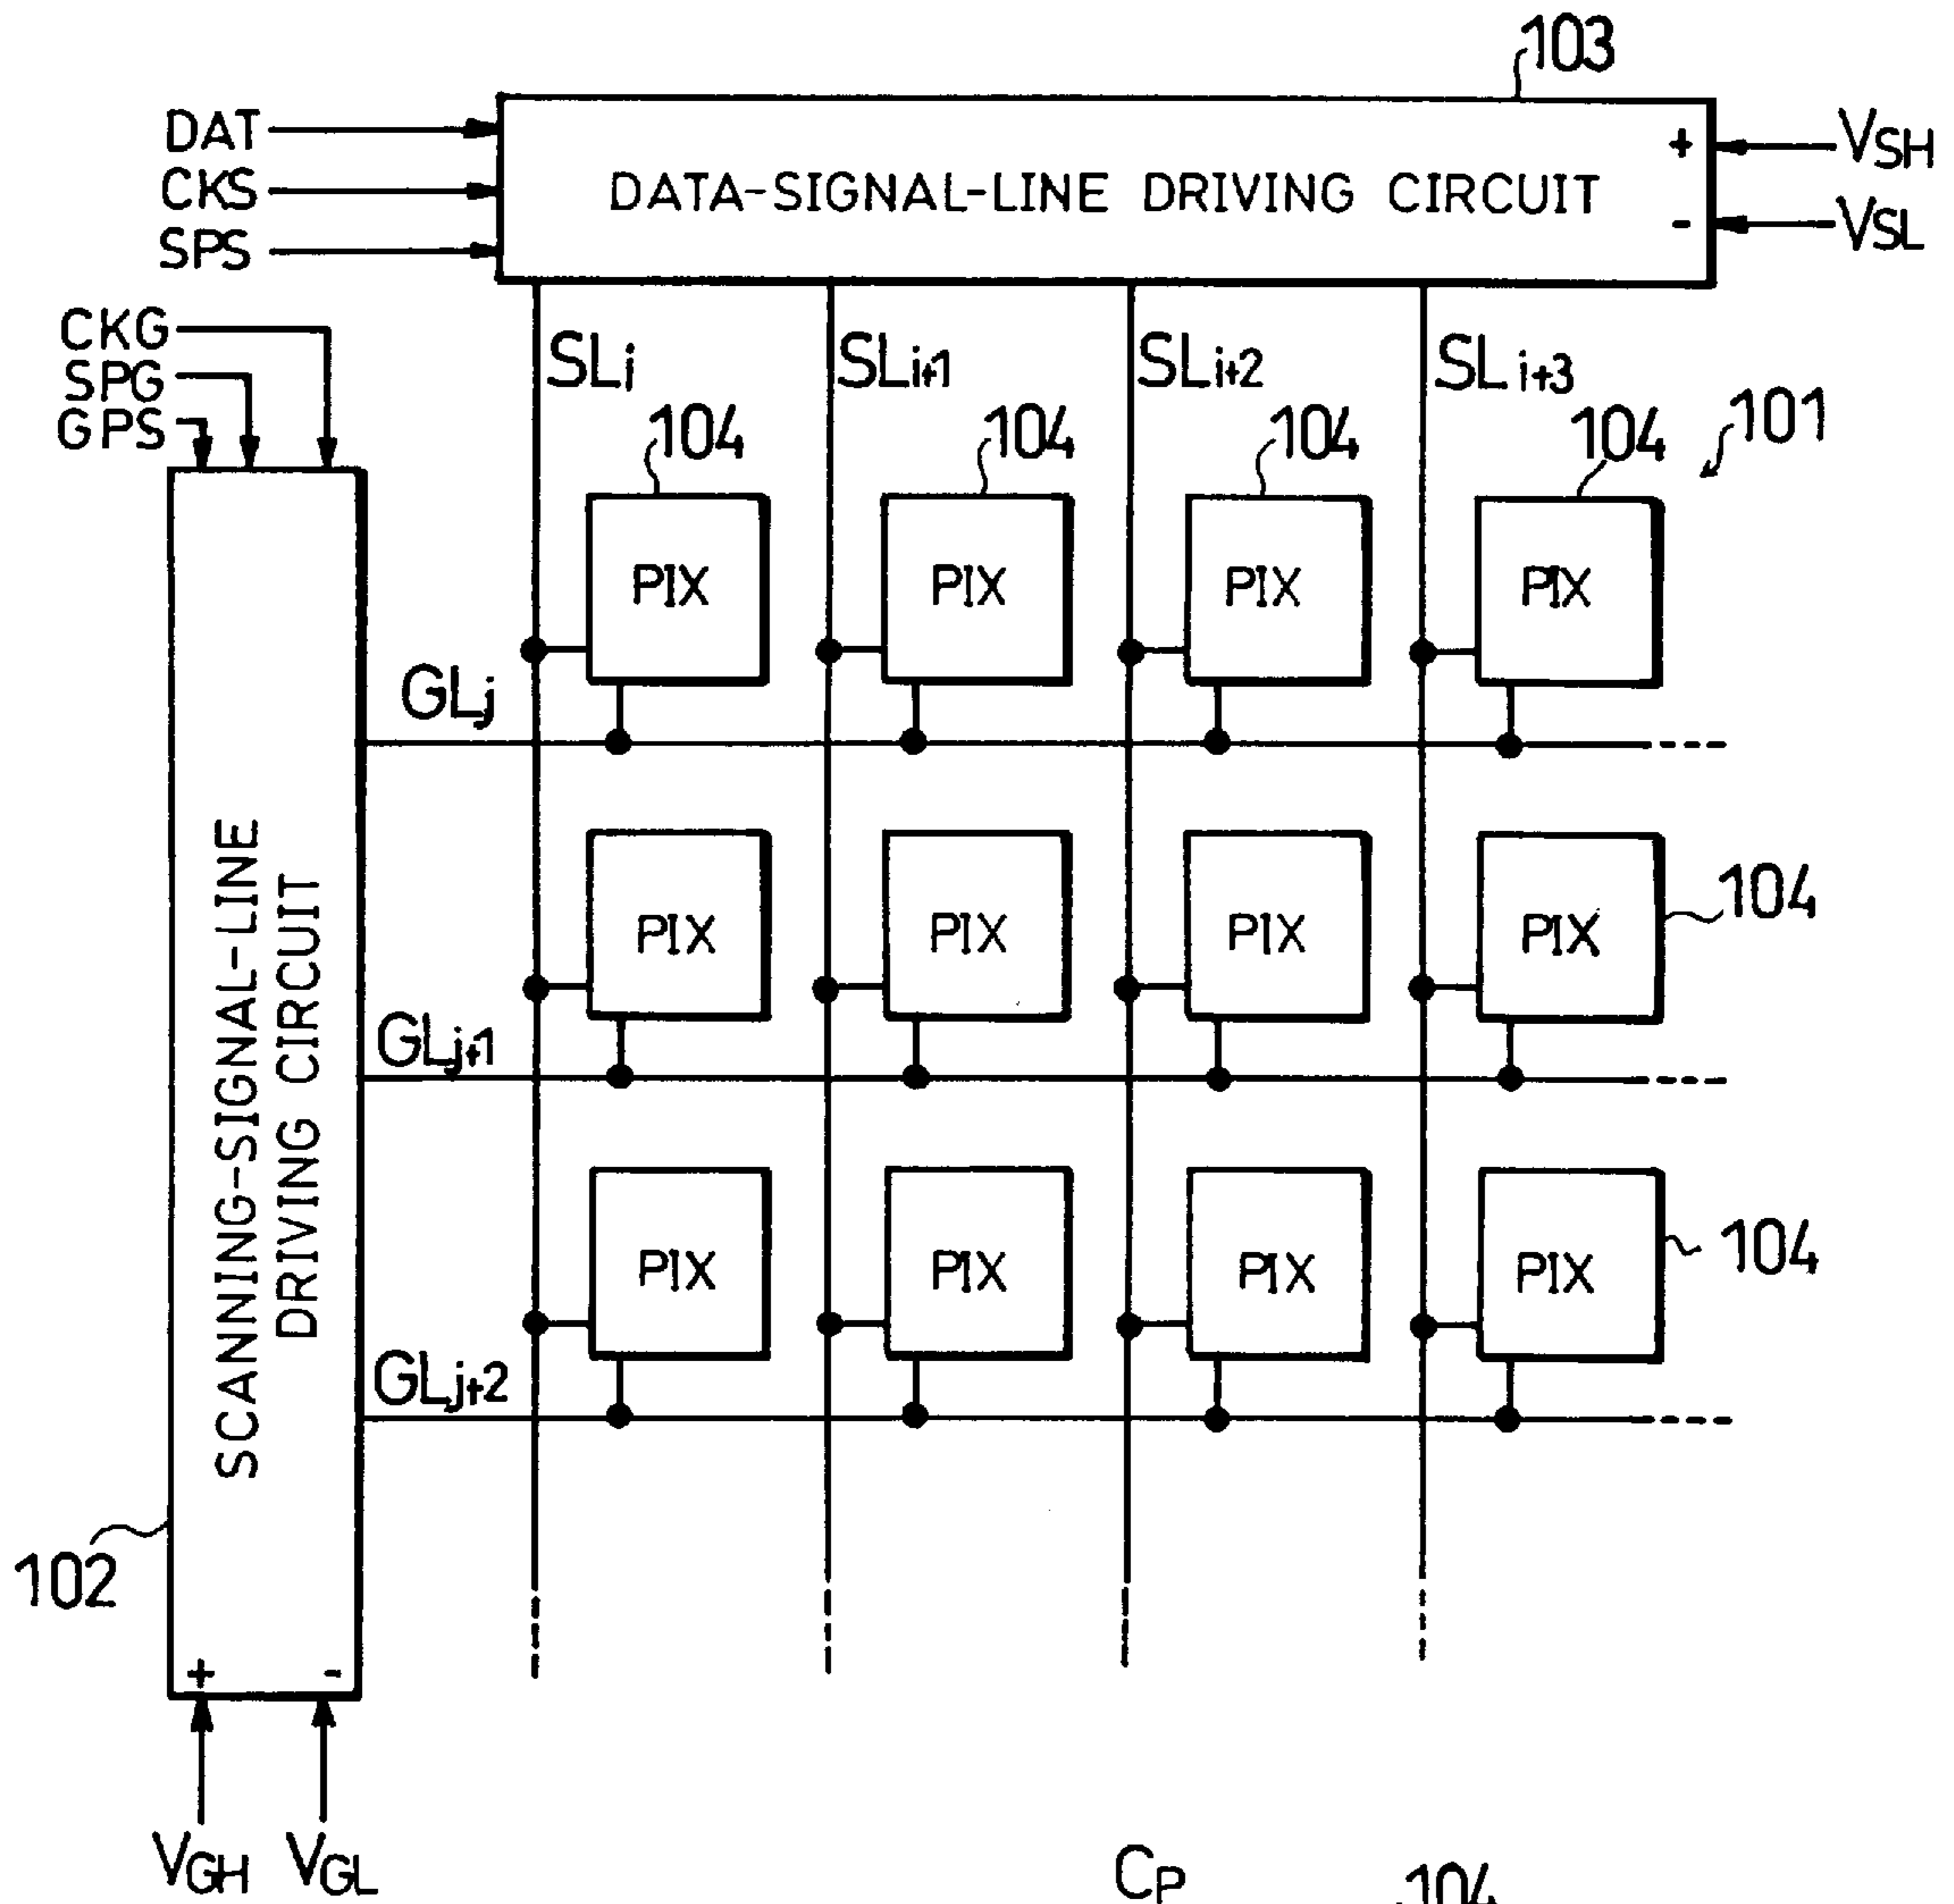 103
DAT
CKS
SPS
DATA-SIGNAL-LINE DRIVING CIRCUIT
+
-
VSH
VSL
CKG
SPG
GPS
SLi
SLi+1
SLi+2
SLi+3
104
104
104
104
101
PIX
PIX
PIX
PIX
GLj
PIX
PIX
PIX
PIX
104
GLj+1
PIX
PIX
PIX
PIX
104
GLj+2
SCANNING-SIGNAL-LINE
DRIVING CIRCUIT
102
+
-
VGH
VGL
CP
104